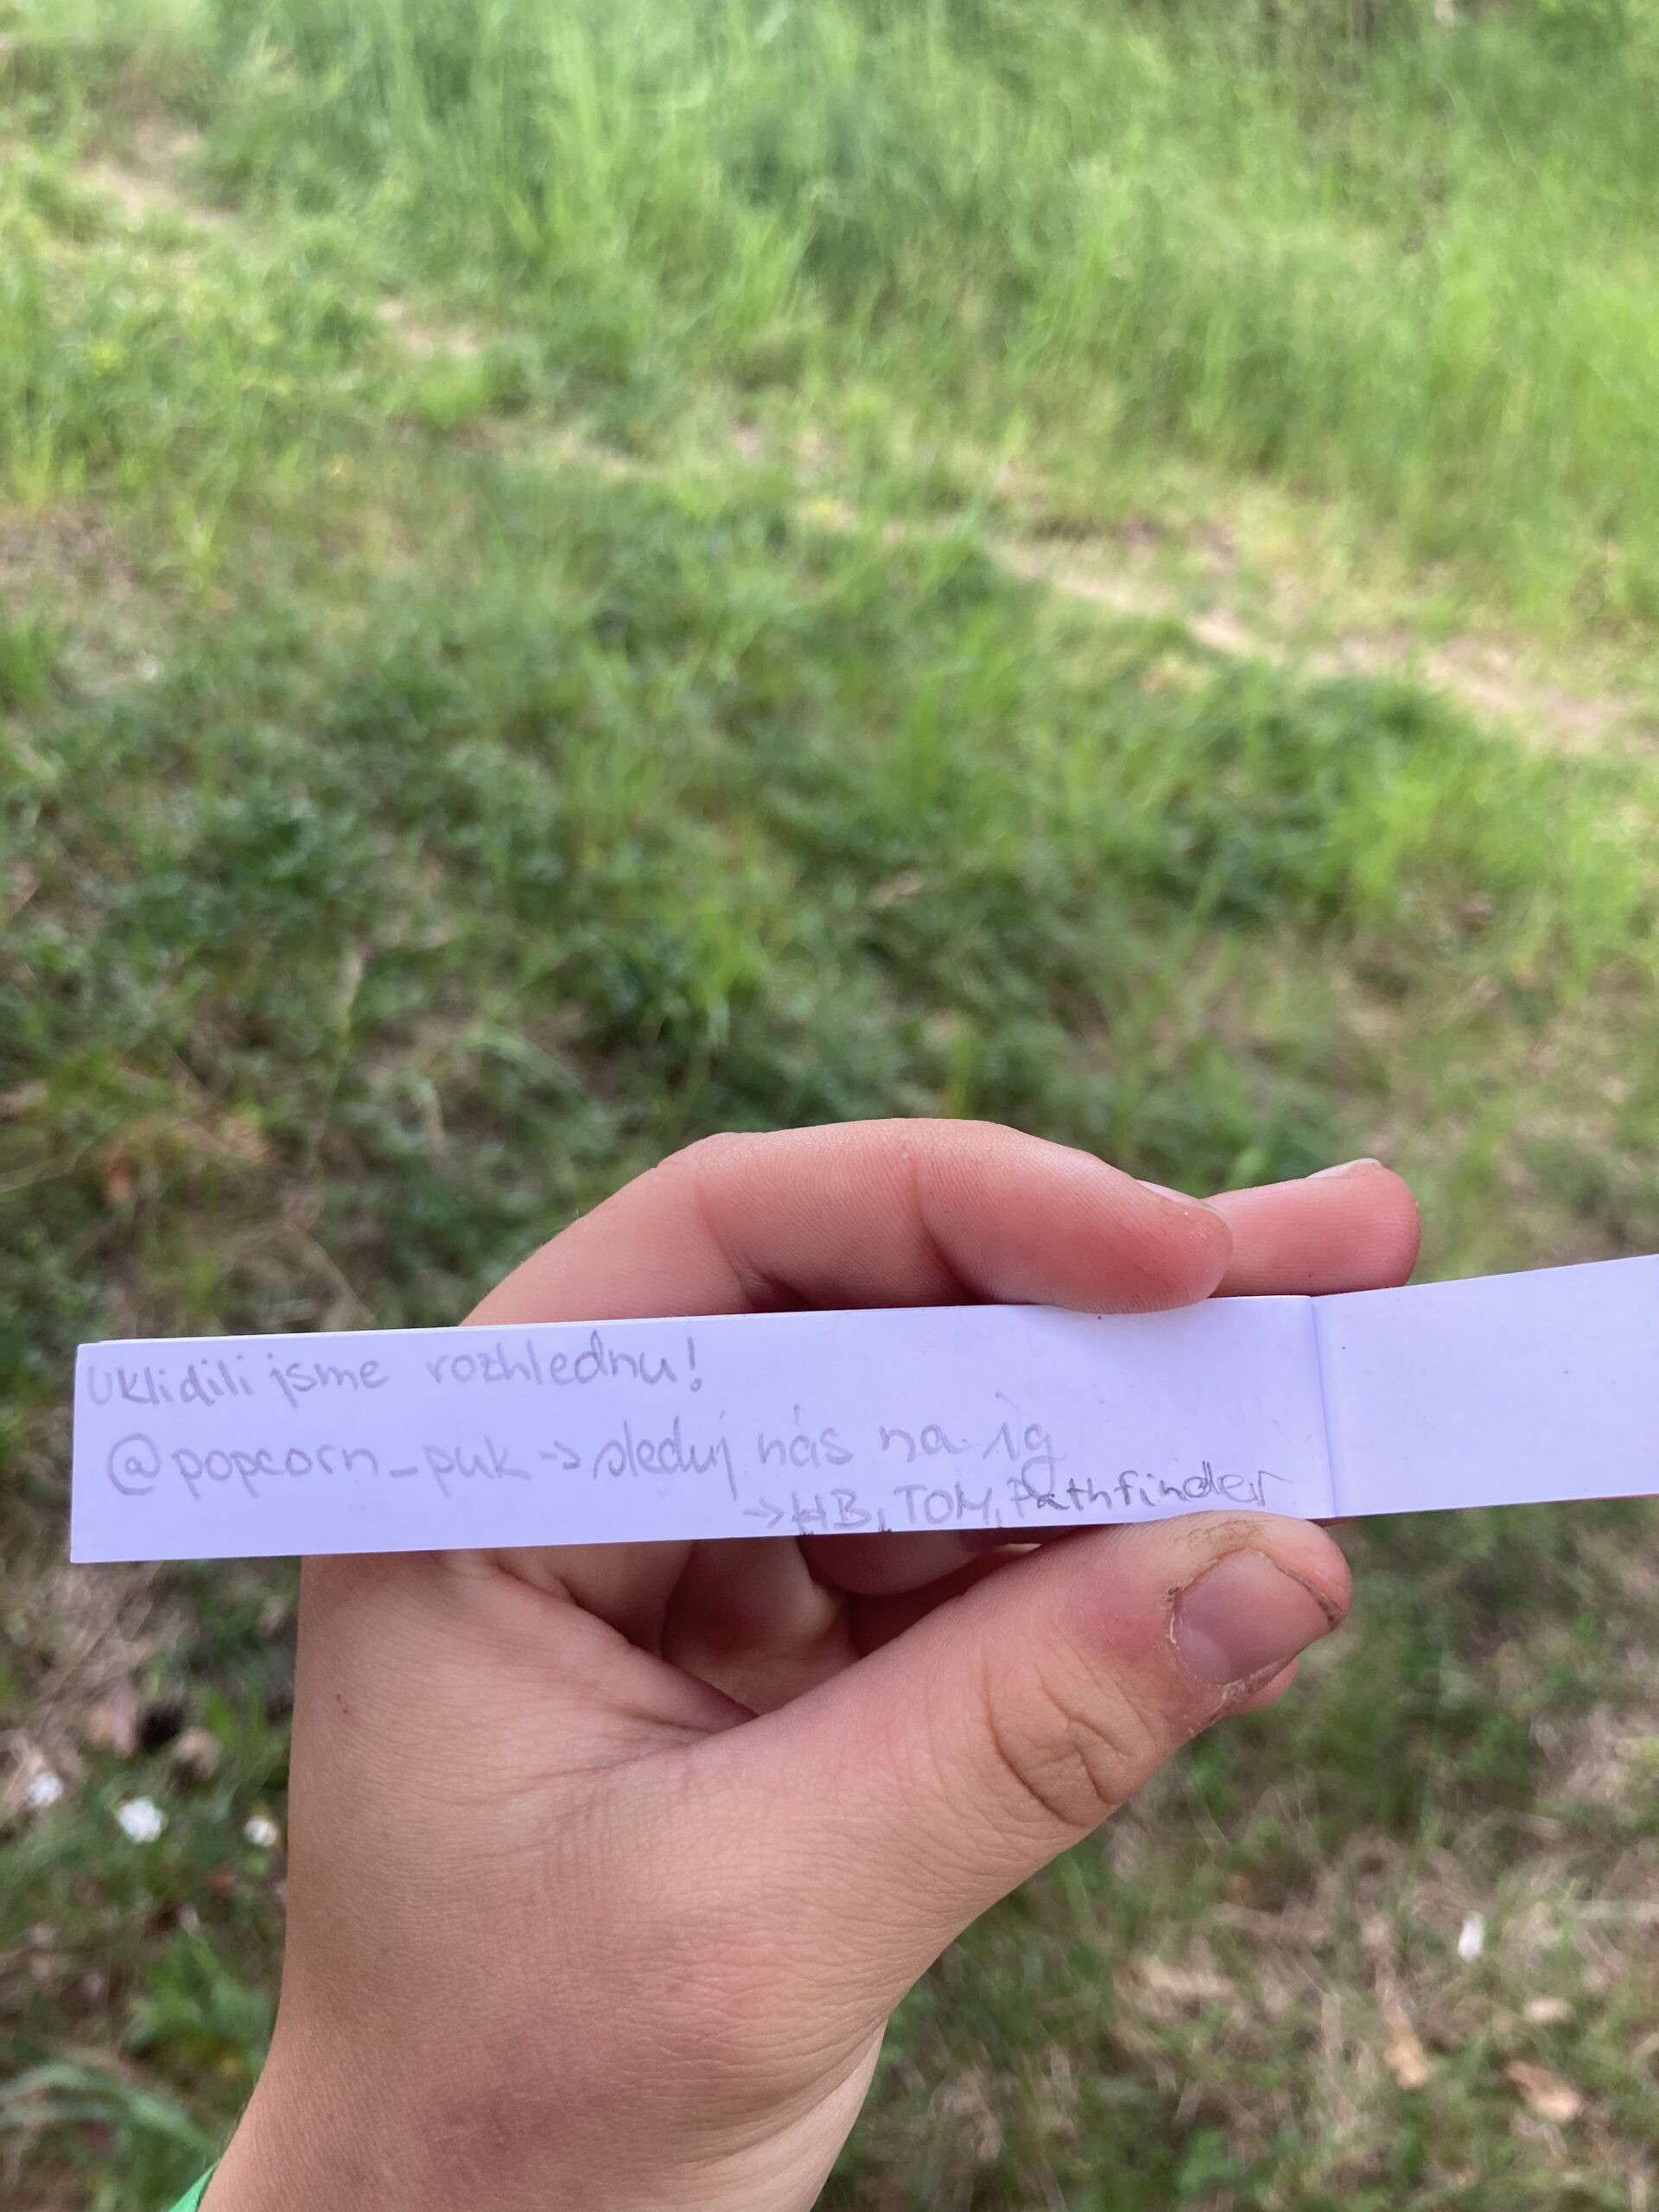 Uklidili jsme rozhlednu!
@popcorn_puk -> sleduj nás na ig
-> HB, TOM, Pathfinder